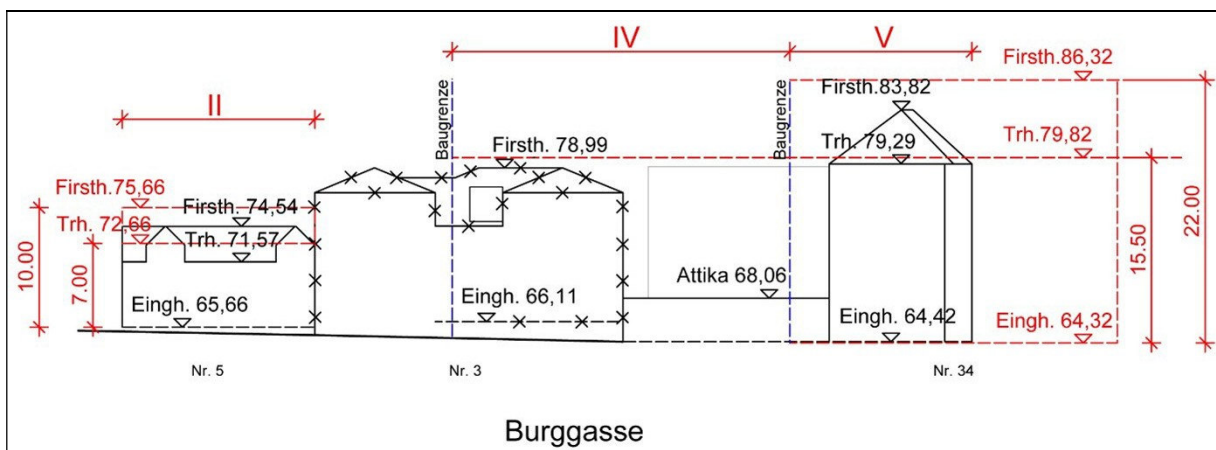 IV
V
II
Baugrenze
Baugrenze
Firsth.86,32
Firsth.83,82
Firsth. 78,99
Trh. 79,29
Trh.79,82
Firsth.75,66
Firsth. 74,54
Trh. 72,66
Trh. 71,57
10.00
7.00
22.00
15.50
Attika 68,06
Eingh. 65,66
Eingh. 66,11
Eingh. 64,42
Eingh. 64,32
Nr. 5
Nr. 3
Nr. 34
Burggasse